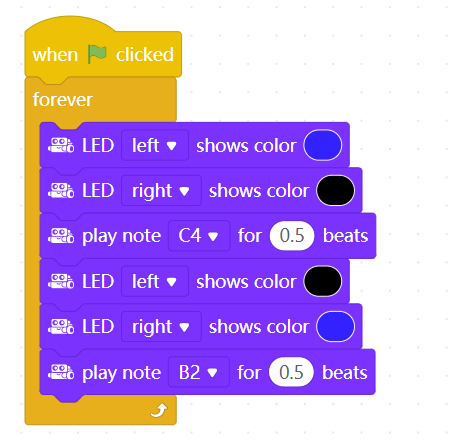 when clicked
forever
LED left shows color
LED right shows color
play note C4 for 0.5 beats
LED left shows color
LED right shows color
play note B2 for 0.5 beats